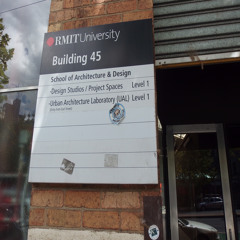 RMIT University
Building 45
School of Architecture & Design
-Design Studios / Project Spaces Level 1
-Urban Architecture Laboratory (UAL) Level 1